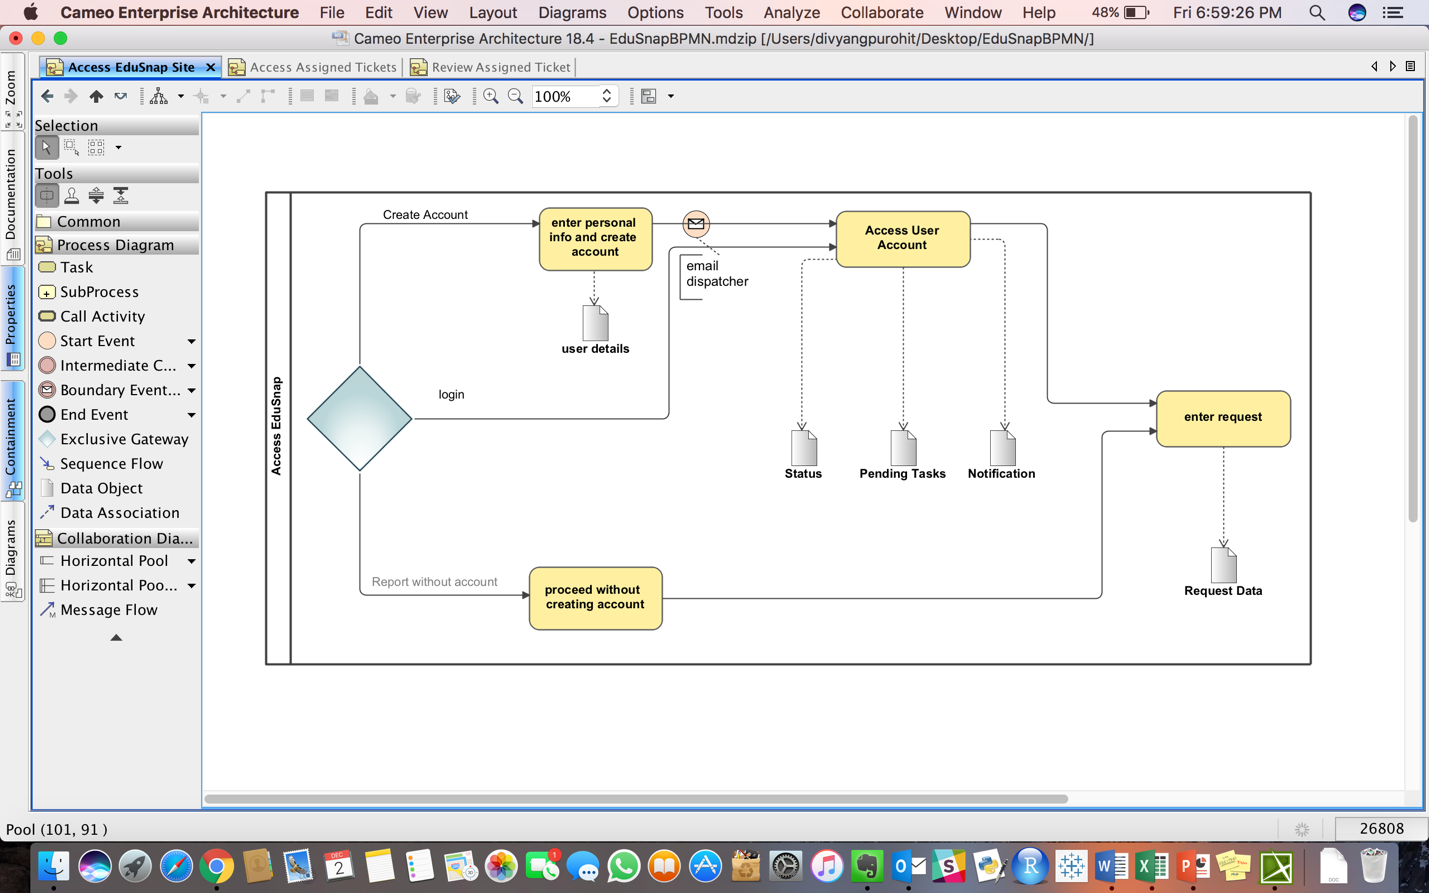 Cameo Enterprise Architecture File Edit View Layout Diagrams Options Tools Analyze Collaborate Window Help 48% Fri 6:59:26 PM
Cameo Enterprise Architecture 18.4 - EduSnapBPMN.mdzip [/Users/divyangpurohit/Desktop/EduSnapBPMN/]
Access EduSnap Site Access Assigned Tickets Review Assigned Ticket
100%
Zoom
Documentation
Properties
Containment
Diagrams
Selection
Tools
Common
Process Diagram
Task
SubProcess
Call Activity
Start Event
Intermediate C...
Boundary Event...
End Event
Exclusive Gateway
Sequence Flow
Data Object
Data Association
Collaboration Dia...
Horizontal Pool
Horizontal Poo...
Message Flow
Access EduSnap
Create Account
enter personal
info and create
account
email
dispatcher
Access User
Account
user details
login
Status
Pending Tasks
Notification
enter request
Request Data
Report without account
proceed without
creating account
Pool (101, 91 )
26808
DEC
2
1